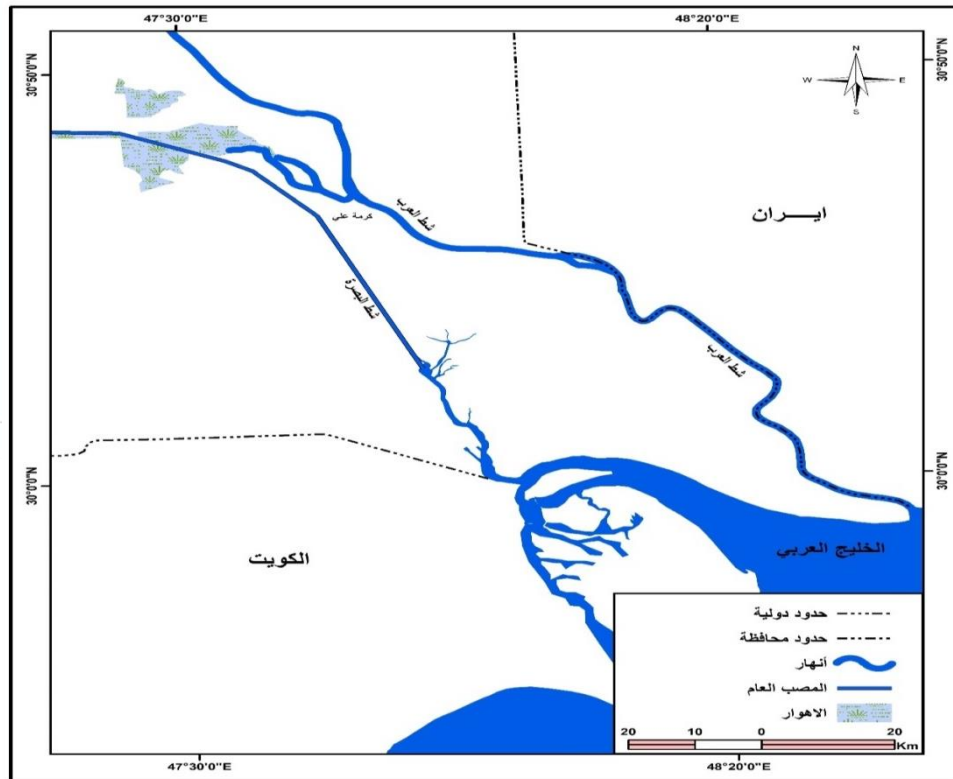 47°30'0"E
48°20'0"E
30°50'0"N
30°50'0"N
N
W
E
S
ايـــران
شط العرب
كرمة علي
شط البصرة
شط العرب
30°0'0"N
30°0'0"N
الكويت
الخليج العربي
حدود دولية
حدود محافظة
أنهار
المصب العام
الاهوار
20 10 0 20
Km
47°30'0"E
48°20'0"E